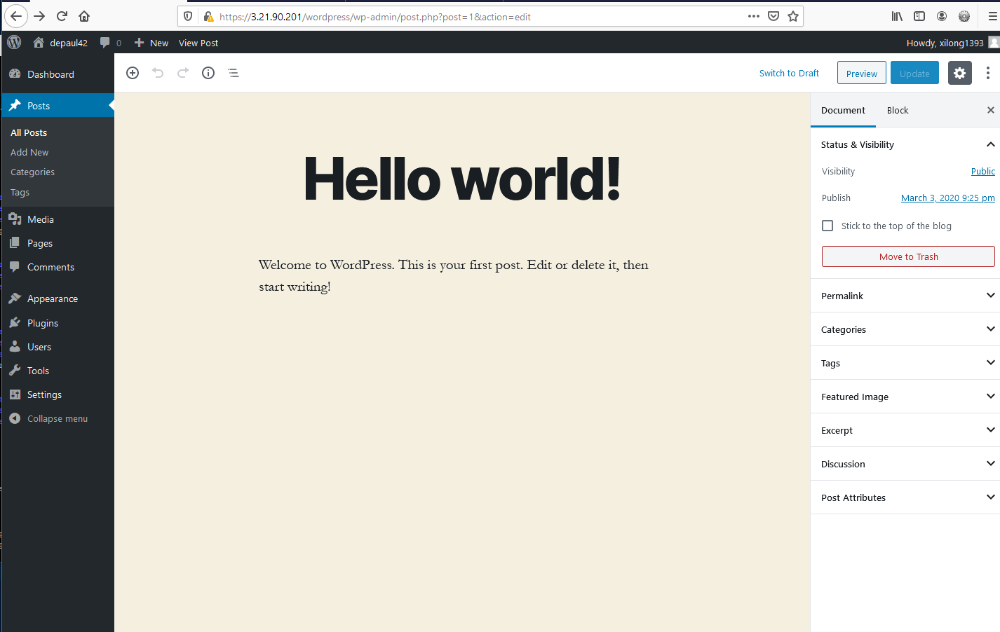 https://3.21.90.201/wordpress/wp-admin/post.php?post=1&action=edit
depaul42 0 New View Post Howdy, xilong1393
Dashboard
Posts
All Posts
Add New
Categories
Tags
Media
Pages
Comments
Appearance
Plugins
Users
Tools
Settings
Collapse menu
Switch to Draft Preview Update
Hello world!
Welcome to WordPress. This is your first post. Edit or delete it, then
start writing!
Document Block
Status & Visibility
Visibility Public
Publish March 3, 2020 9:25 pm
Stick to the top of the blog
Move to Trash
Permalink
Categories
Tags
Featured Image
Excerpt
Discussion
Post Attributes